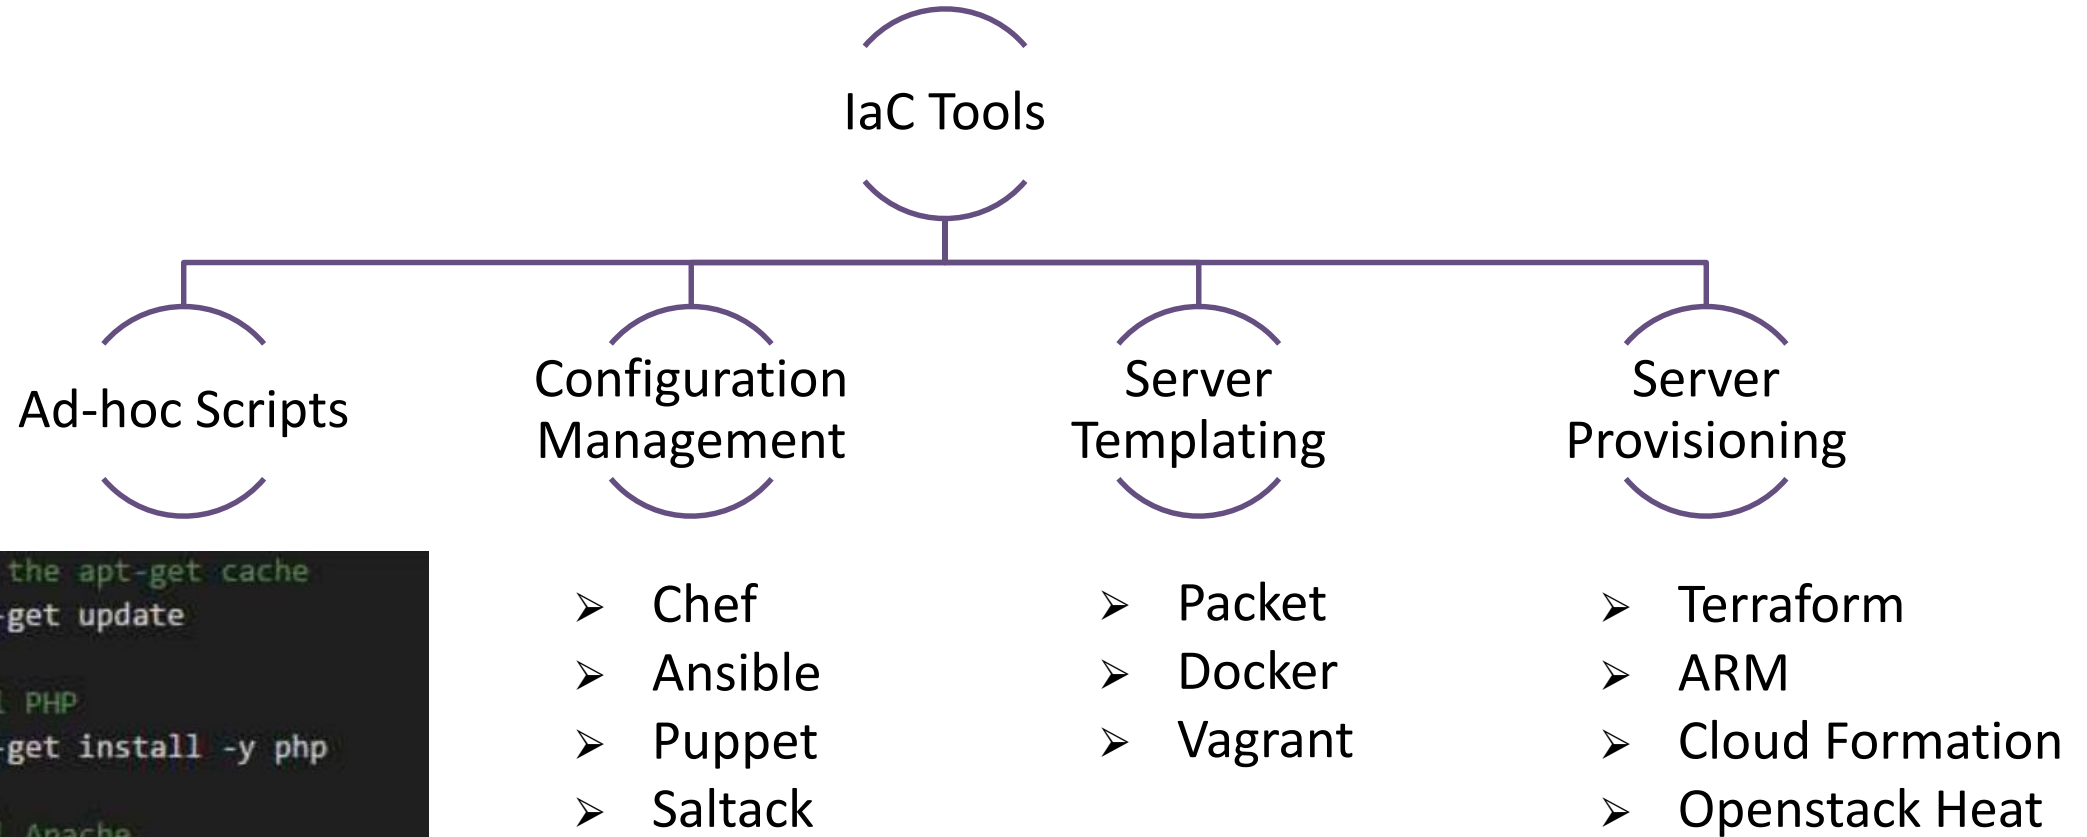 IaC Tools
Ad-hoc Scripts
Configuration
Management
Server
Templating
Server
Provisioning
the apt-get cache
-get update
PHP
-get install -y php
Apache
➢ Chef
➢ Ansible
➢ Puppet
➢ Saltack
➢ Packet
➢ Docker
➢ Vagrant
➢ Terraform
➢ ARM
➢ Cloud Formation
➢ Openstack Heat